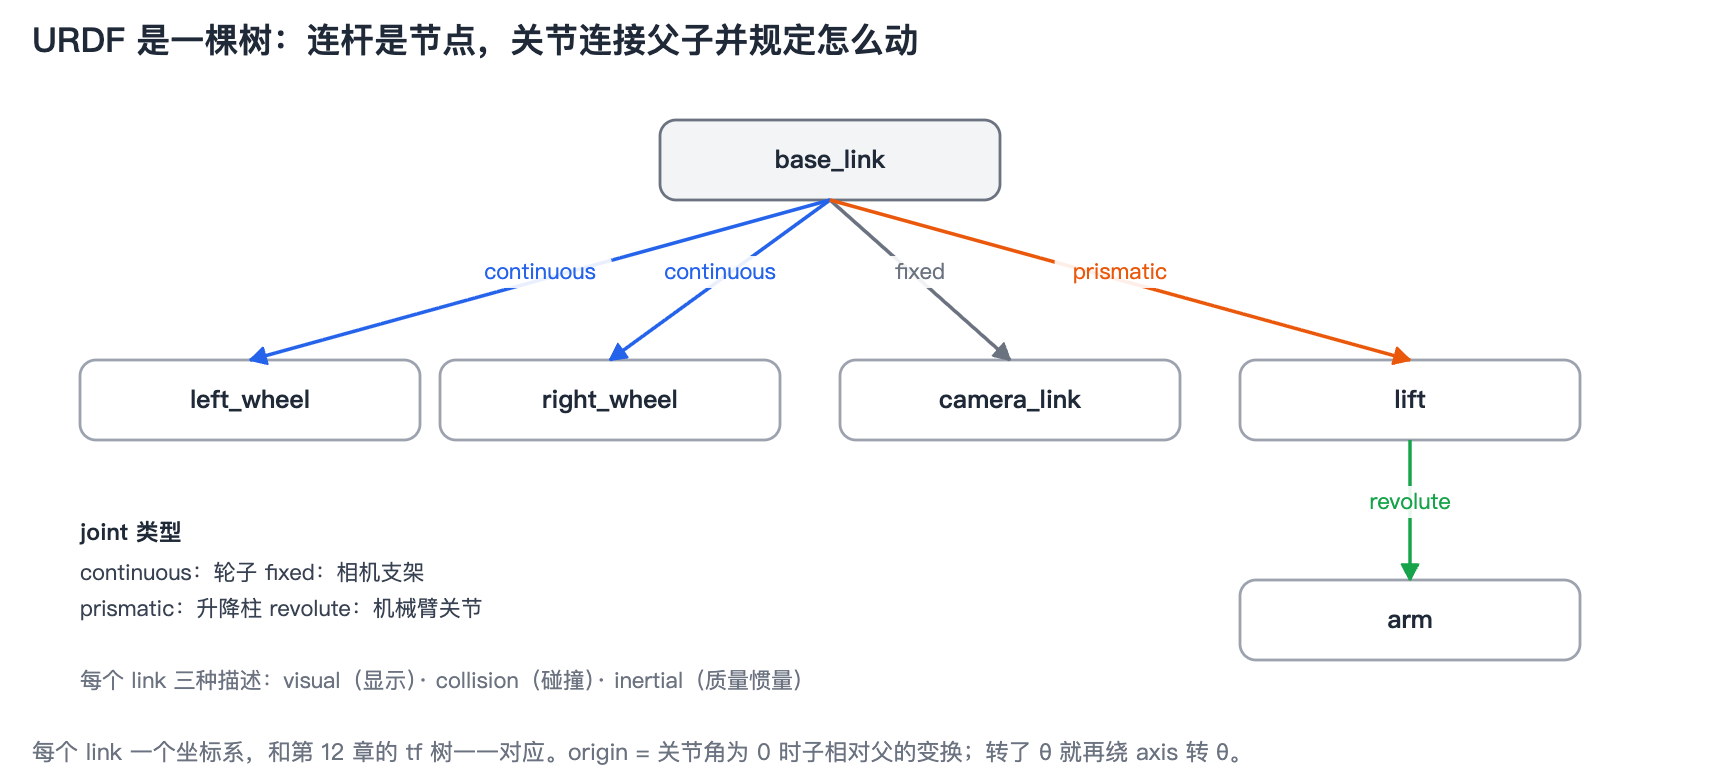 URDF 是一棵树：连杆是节点，关节连接父子并规定怎么动
base_link
continuous
continuous
fixed
prismatic
left_wheel
right_wheel
camera_link
lift
revolute
joint 类型
continuous：轮子 fixed：相机支架
prismatic：升降柱 revolute：机械臂关节
arm
每个 link 三种描述：visual（显示）· collision（碰撞）· inertial（质量惯量）
每个 link 一个坐标系，和第 12 章的 tf 树一一对应。origin = 关节角为 0 时子相对父的变换；转了 θ 就再绕 axis 转 θ。